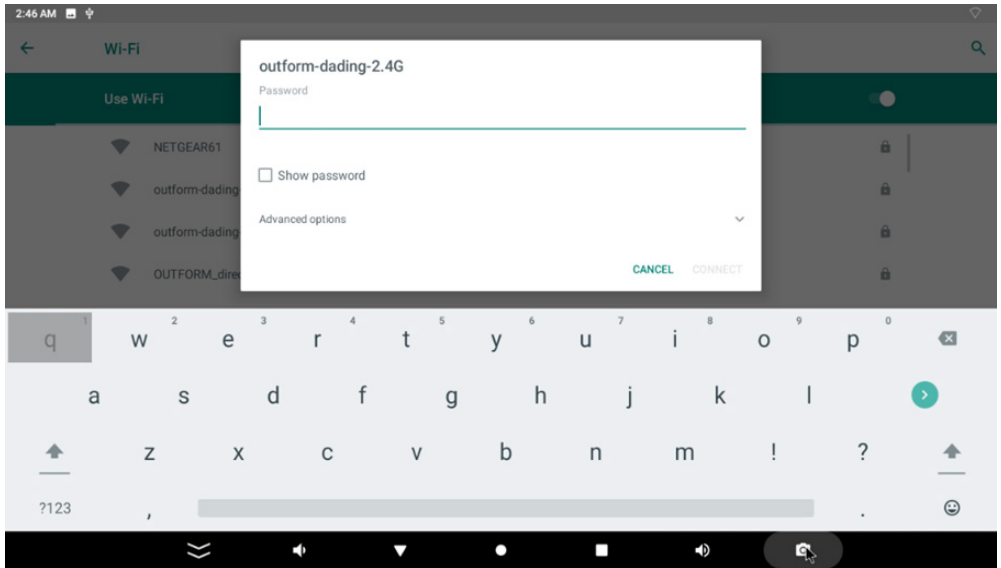 2:46 AM
Wi-Fi
outform-dading-2.4G
Password
Use Wi-Fi
NETGEAR61
Show password
outform-dading-
Advanced options
outform-dading-
CANCEL CONNECT
OUTFORM_direc
1 2 3 4 5 6 7 8 9 0
q w e r t y u i o p
a s d f g h j k l
z x c v b n m ! ?
?123 , .